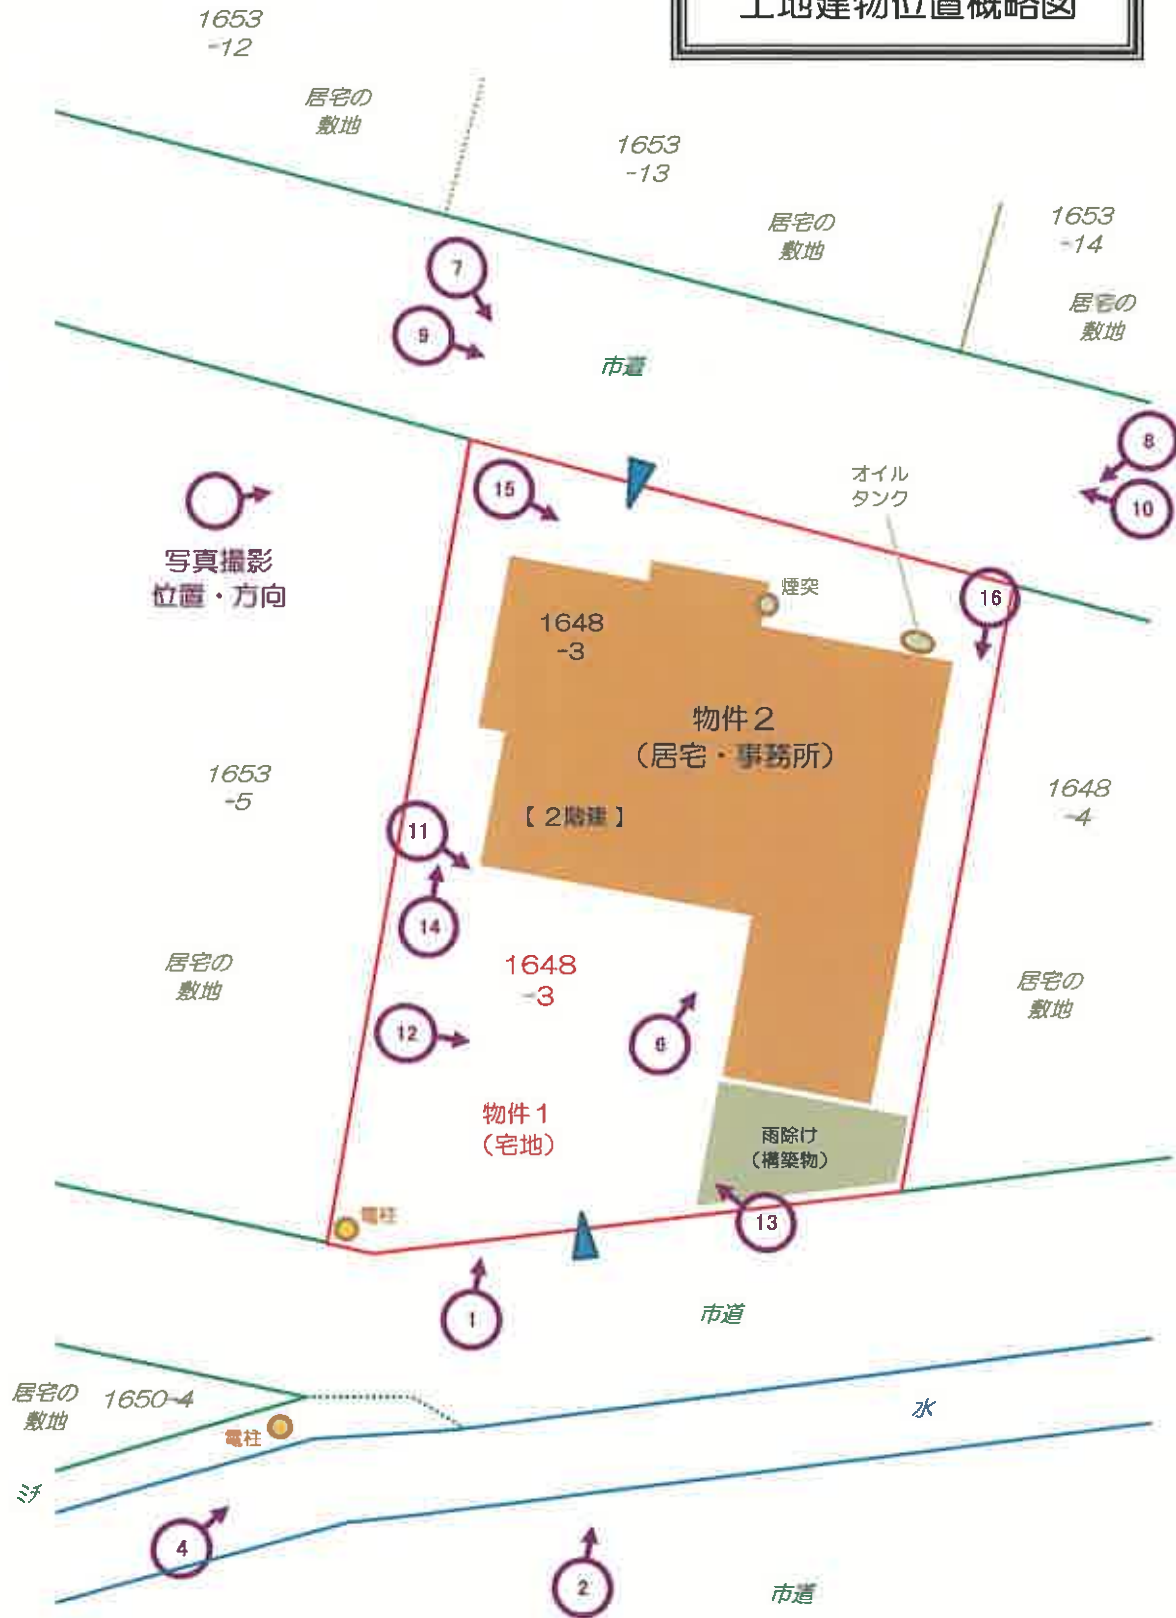 土地建物位置概略図
1653
-12
居宅の
敷地
1653
-13
居宅の
敷地
1653
-14
居宅の
敷地
7
9
市道
8
10
15
オイル
タンク
写真撮影
位置・方向
煙突
16
1648
-3
物件2
（居宅・事務所）
1653
-5
1648
-4
【２階建】
11
14
居宅の
敷地
1648
-3
居宅の
敷地
12
6
物件1
（宅地）
雨除け
（構築物）
電柱
13
1
市道
居宅の
敷地
1650-4
水
電柱
ミチ
4
2
市道